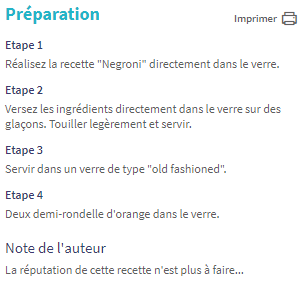 Préparation
Imprimer
Etape 1
Réalisez la recette "Negroni" directement dans le verre.
Etape 2
Versez les ingrédients directement dans le verre sur des
glaçons. Touiller legèrement et servir.
Etape 3
Servir dans un verre de type "old fashioned".
Etape 4
Deux demi-rondelle d'orange dans le verre.
Note de l'auteur
La réputation de cette recette n'est plus à faire...